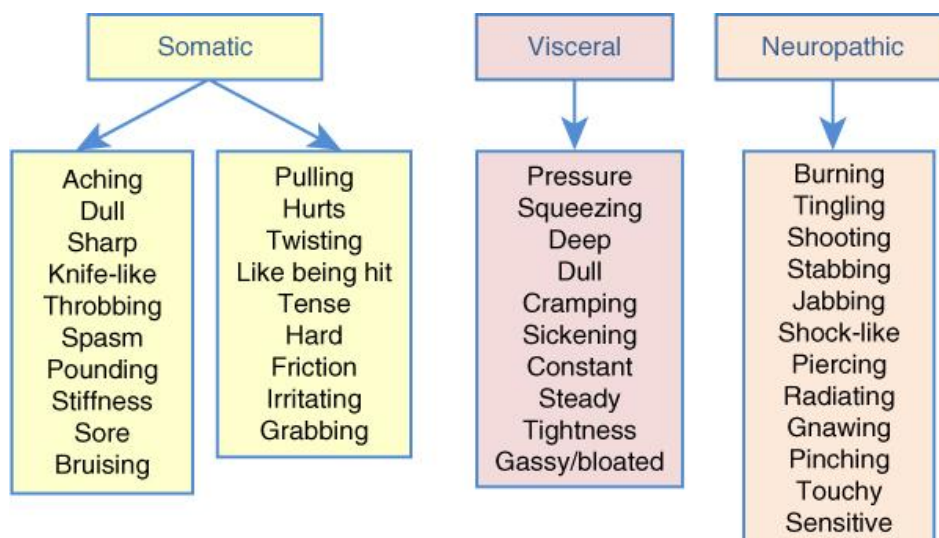 Somatic
Visceral
Neuropathic
Aching
Dull
Sharp
Knife-like
Throbbing
Spasm
Pounding
Stiffness
Sore
Bruising
Pulling
Hurts
Twisting
Like being hit
Tense
Hard
Friction
Irritating
Grabbing
Pressure
Squeezing
Deep
Dull
Cramping
Sickening
Constant
Steady
Tightness
Gassy/bloated
Burning
Tingling
Shooting
Stabbing
Jabbing
Shock-like
Piercing
Radiating
Gnawing
Pinching
Touchy
Sensitive